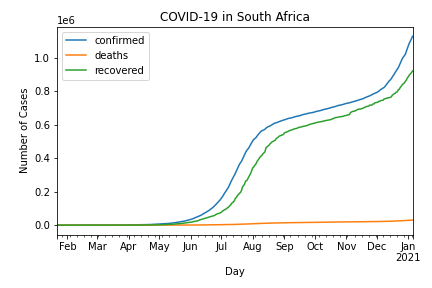 COVID-19 in South Africa
1e6
confirmed
deaths
recovered
1.0
0.8
0.6
0.4
0.2
0.0
Number of Cases
Feb Mar Apr May Jun Jul Aug Sep Oct Nov Dec Jan
2021
Day